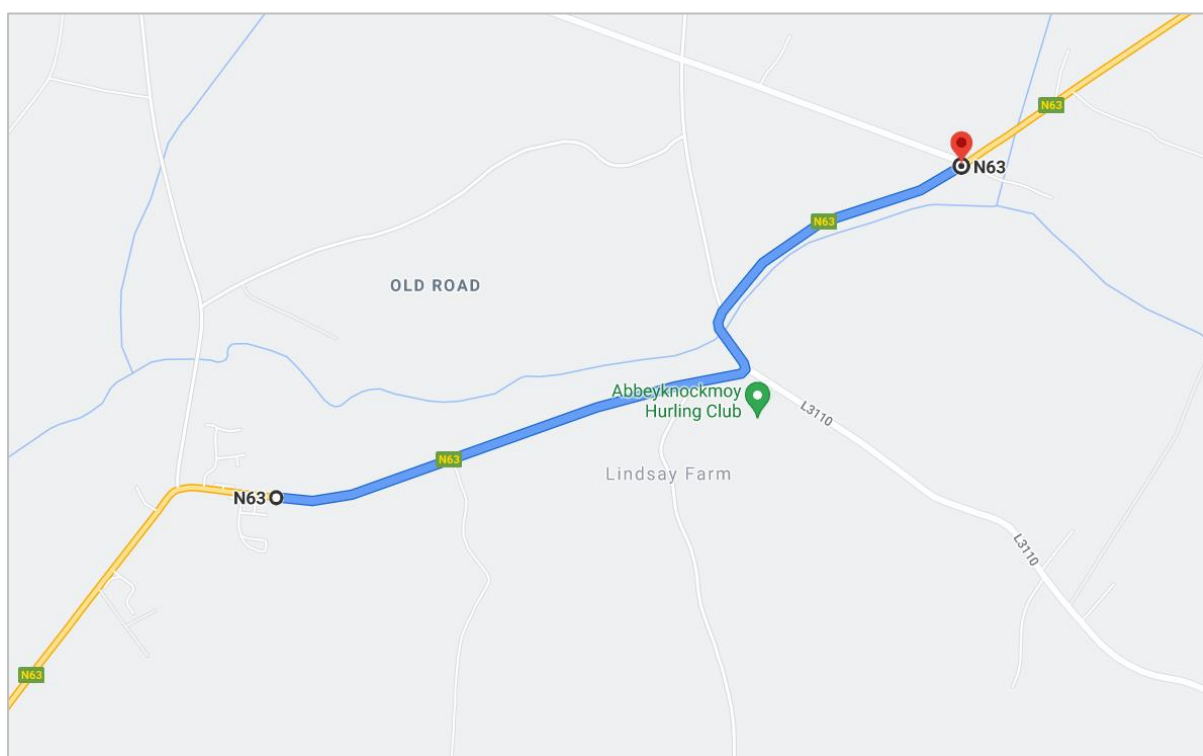 N63
N63
N63
OLD ROAD
Abbeyknockmoy
Hurling Club
L3110
N63
Lindsay Farm
N63
L3110
N63